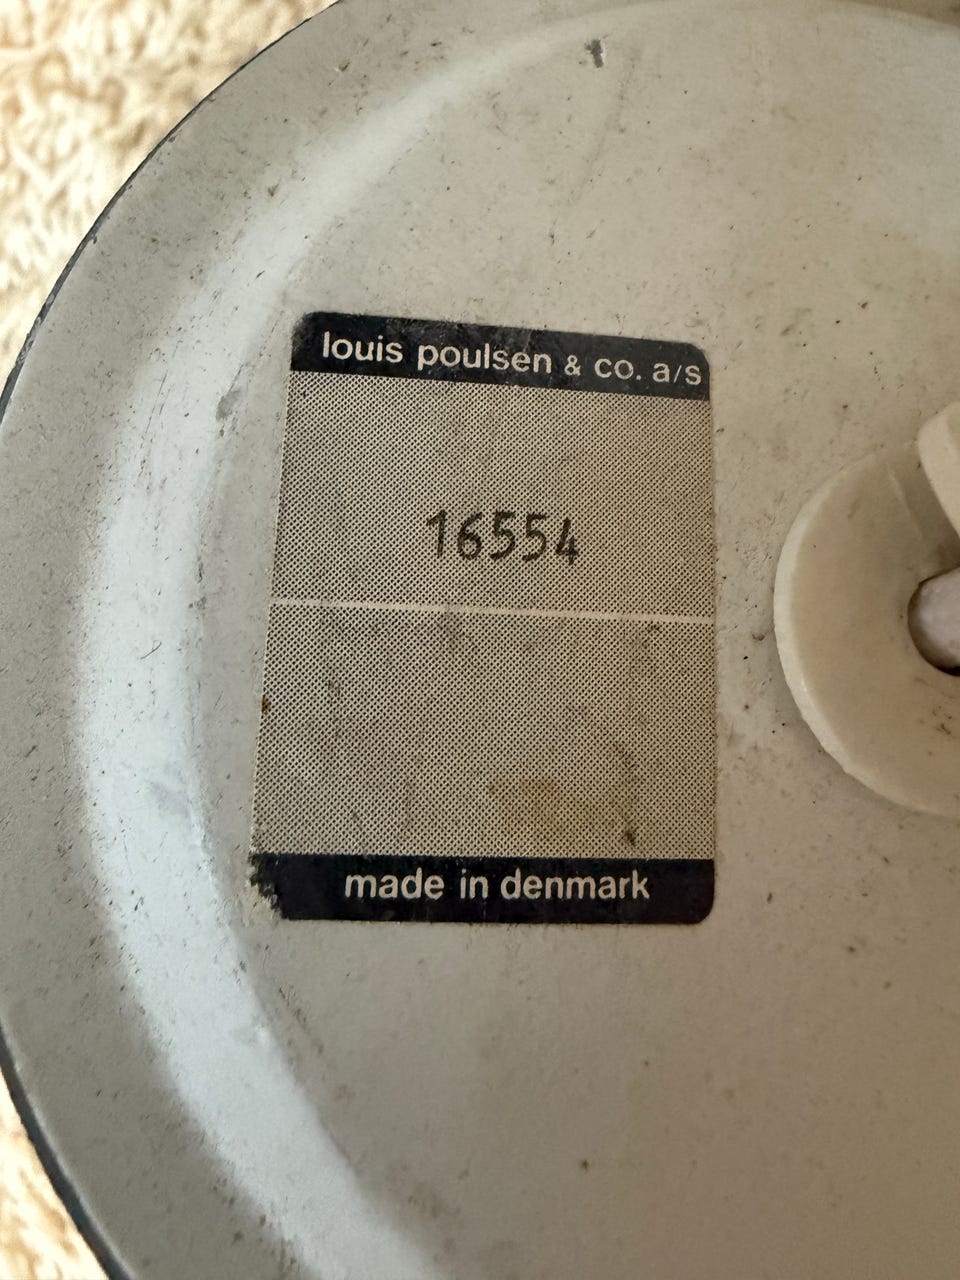 louis poulsen & co. a/s
16554
made in denmark